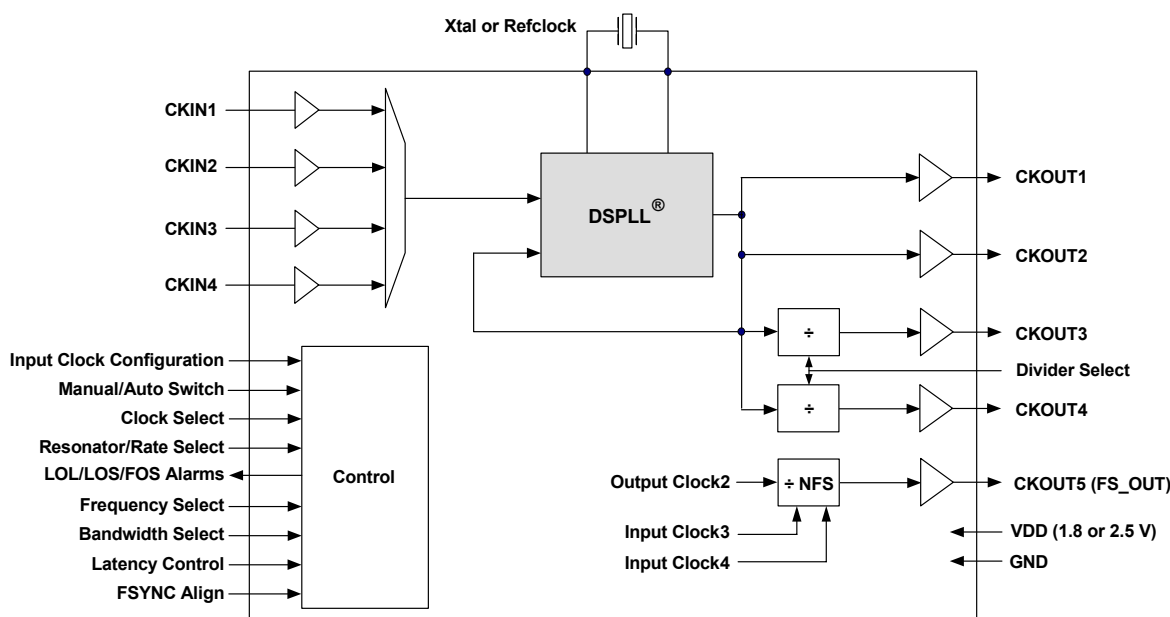 Xtal or Refclock
CKIN1
CKIN2
CKIN3
CKIN4
DSPLL®
CKOUT1
CKOUT2
÷
CKOUT3
Divider Select
÷
CKOUT4
Input Clock Configuration
Manual/Auto Switch
Clock Select
Resonator/Rate Select
LOL/LOS/FOS Alarms
Frequency Select
Bandwidth Select
Latency Control
FSYNC Align
Control
Output Clock2
÷ NFS
CKOUT5 (FS_OUT)
Input Clock3
Input Clock4
VDD (1.8 or 2.5 V)
GND